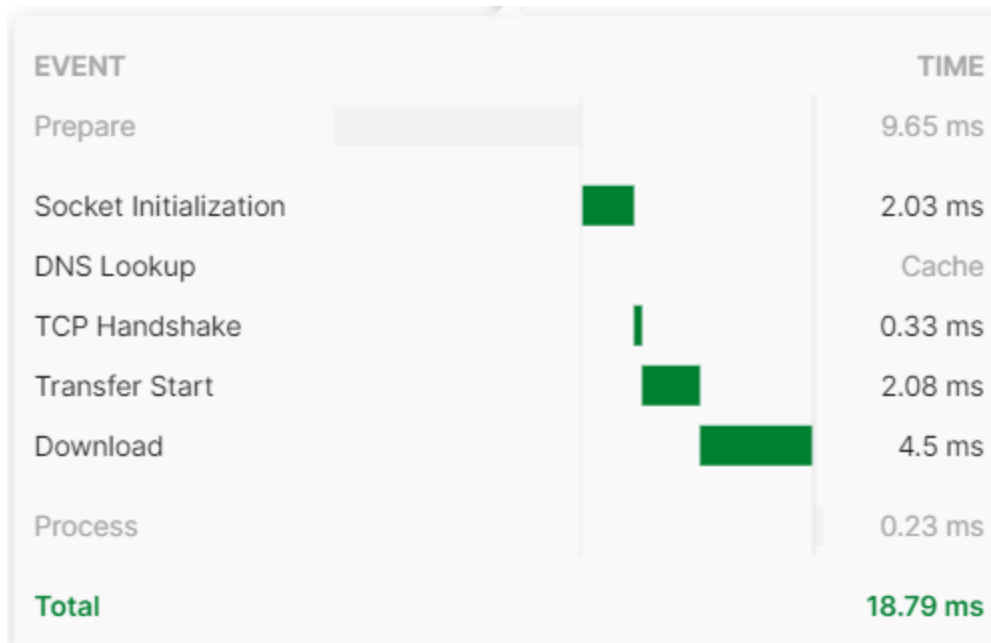 EVENT TIME
Prepare 9.65 ms
Socket Initialization 2.03 ms
DNS Lookup Cache
TCP Handshake 0.33 ms
Transfer Start 2.08 ms
Download 4.5 ms
Process 0.23 ms
Total 18.79 ms